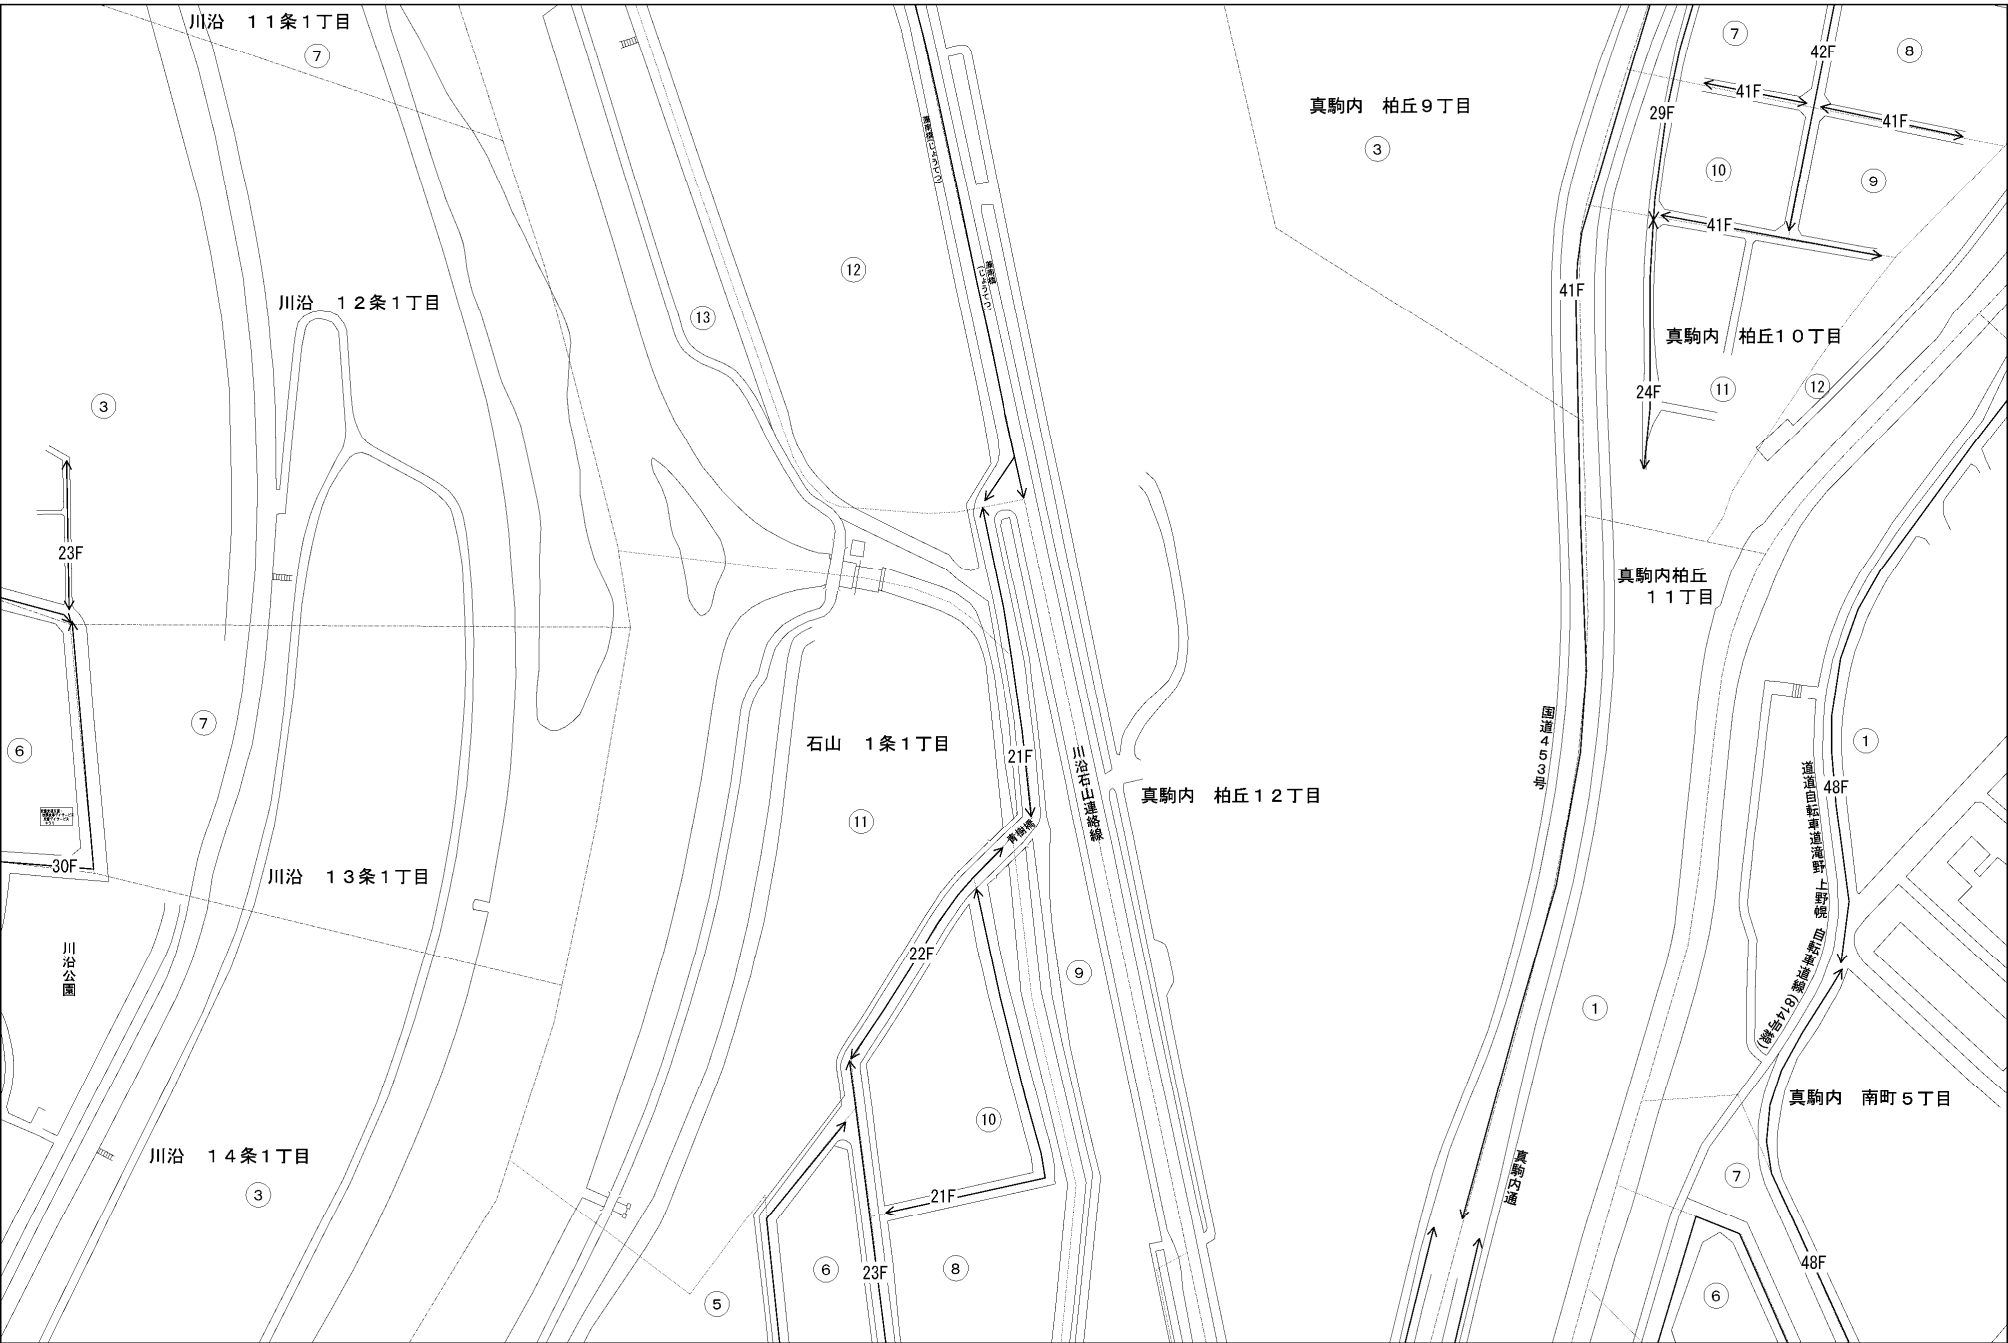 川沿　１１条１丁目
⑦
⑦
42F
⑧
41F
真駒内　柏丘９丁目
29F
41F
③
⑩
⑨
41F
⑫
41F
川沿　１２条１丁目
⑬
真駒内　柏丘１０丁目
24F
⑪
⑫
③
23F
真駒内柏丘
１１丁目
⑦
⑥
石山　１条１丁目
21F
川沿石山連絡線
国道４５３号
①
48F
真駒内　柏丘１２丁目
道道自転車道滝野
上野幌
自転車道線(814号線)
⑪
青樹橋
30F
川沿　１３条１丁目
川沿公園
22F
⑨
①
真駒内　南町５丁目
⑩
川沿　１４条１丁目
③
真駒内通
⑦
21F
⑥
23F
⑧
48F
⑤
⑥